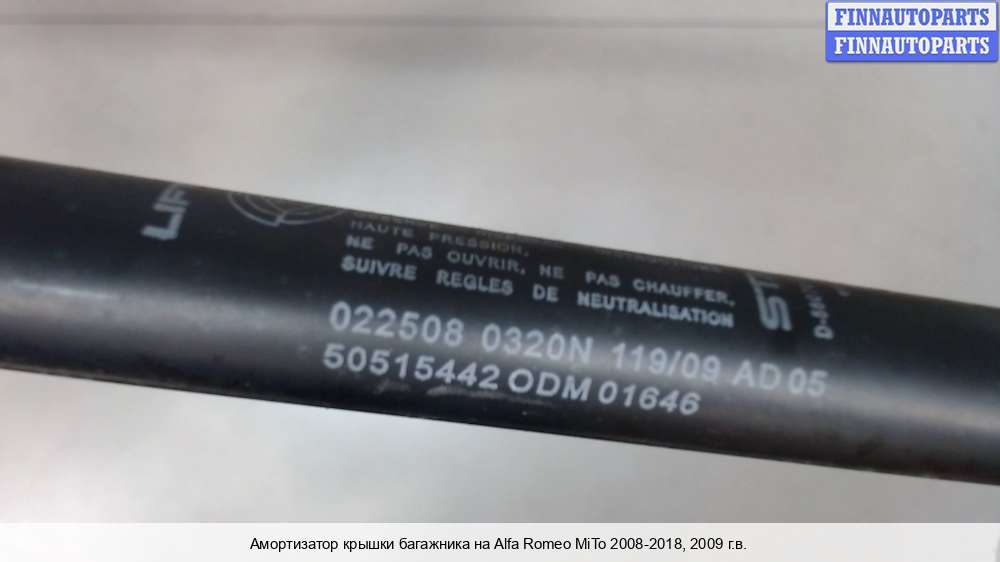 FINNAUTOPARTS
FINNAUTOPARTS
HAUTE PRESSION,
NE PAS OUVRIR, NE PAS CHAUFFER,
SUIVRE REGLES DE NEUTRALISATION
022508 0320N 119/09 AD 05
50515442 ODM 01646
Амортизатор крышки багажника на Alfa Romeo MiTo 2008-2018, 2009 г.в.